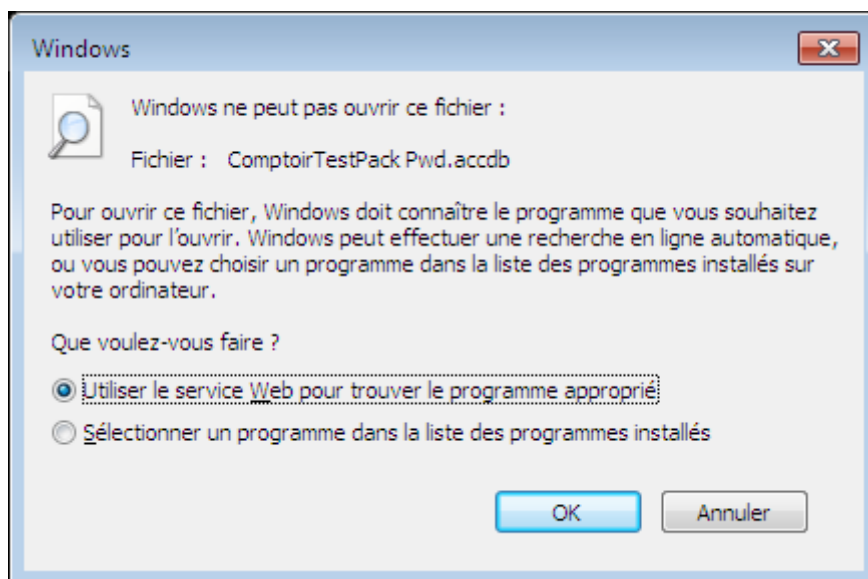 Windows
Windows ne peut pas ouvrir ce fichier :
Fichier : ComptoirTestPack Pwd.accdb
Pour ouvrir ce fichier, Windows doit connaître le programme que vous souhaitez
utiliser pour l'ouvrir. Windows peut effectuer une recherche en ligne automatique,
ou vous pouvez choisir un programme dans la liste des programmes installés sur
votre ordinateur.
Que voulez-vous faire ?
Utiliser le service Web pour trouver le programme approprié
Sélectionner un programme dans la liste des programmes installés
OK Annuler